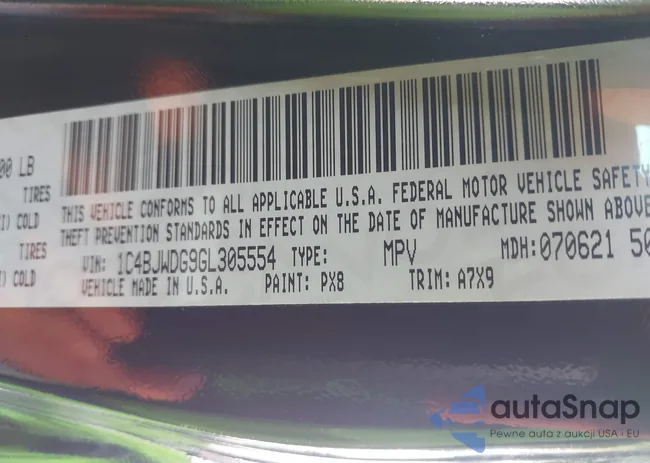 00 LB
TIRES
THIS VEHICLE CONFORMS TO ALL APPLICABLE U.S.A. FEDERAL MOTOR VEHICLE SAFETY
) COLD
THEFT PREVENTION STANDARDS IN EFFECT ON THE DATE OF MANUFACTURE SHOWN ABOVE
TIRES
VIN: 1C4BJWDG9GL305554 TYPE: MPV MDH: 070621 50
) COLD
VEHICLE MADE IN U.S.A. PAINT: PX8 TRIM: A7X9
autaSnap
Pewne auta z aukcji USA i EU